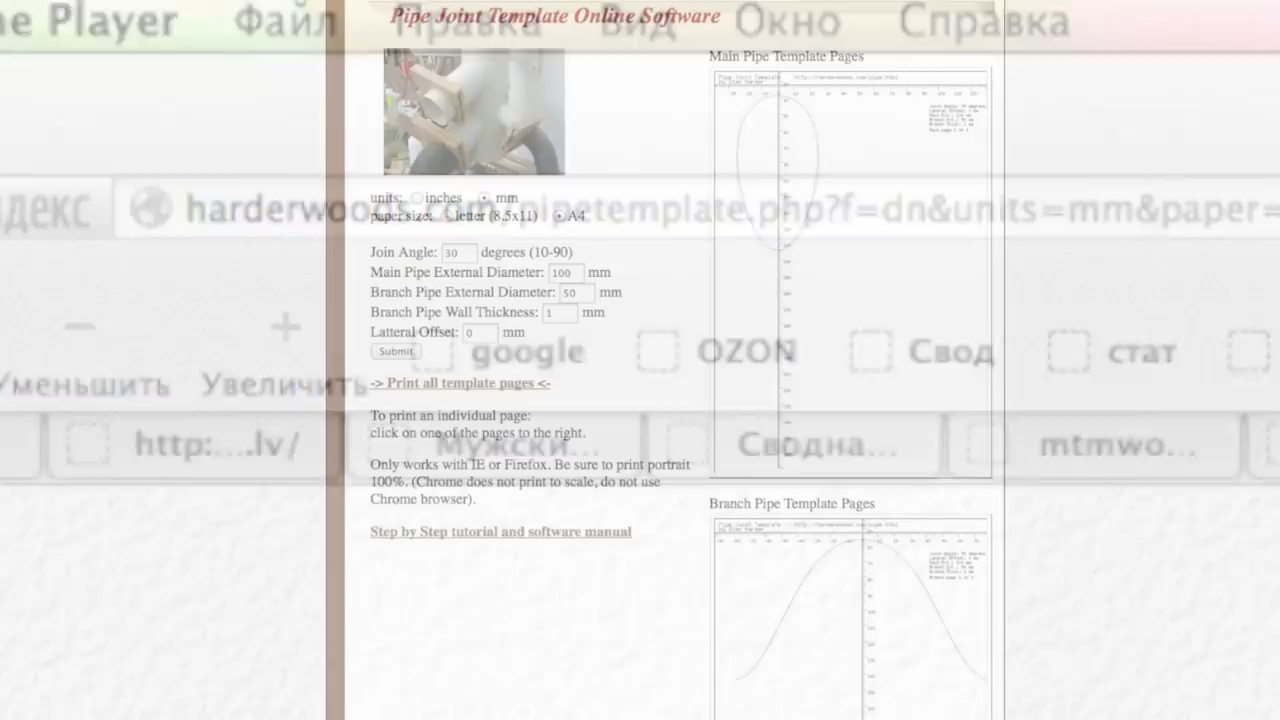 Pipe Joint Template Online Software
e Player Файл Правка Вид Окно Справка
Main Pipe Template Pages
units: inches mm
paper size: letter (8.5x11) A4
ДЕКС harderwoods.com/pipetemplate.php?f=dn&units=mm&paper=
Join Angle: 30 degrees (10-90)
Main Pipe External Diameter: 100 mm
Branch Pipe External Diameter: 50 mm
Branch Pipe Wall Thickness: 1 mm
Latteral Offset: 0 mm
Submit
google OZON Свод стат
Уменьшить Увеличить
-> Print all template pages <-
To print an individual page:
click on one of the pages to the right.
http:....lv/ Мужски... Сводна... mtmwo...
Only works with IE or Firefox. Be sure to print portrait
100%. (Chrome does not print to scale, do not use
Chrome browser).
Branch Pipe Template Pages
Step by Step tutorial and software manual